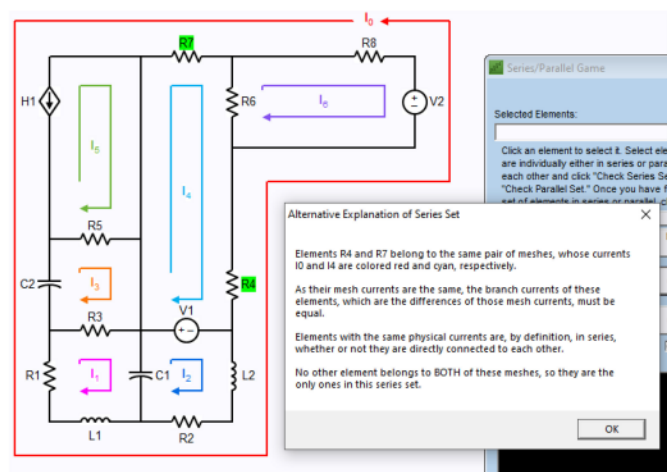 I0
R7
R8
H1
R6
I6
V2
I5
I4
R5
C2
I3
R4
V1
R3
R1
I1
C1
I2
L2
L1
R2
Series/Parallel Game
Selected Elements:
Click an element to select it. Select ele
are individually either in series or para
each other and click "Check Series Se
"Check Parallel Set." Once you have f
Alternative Explanation of Series Set
Elements R4 and R7 belong to the same pair of meshes, whose currents
I0 and I4 are colored red and cyan, respectively.
As their mesh currents are the same, the branch currents of these
elements, which are the differences of those mesh currents, must be
equal.
Elements with the same physical currents are, by definition, in series,
whether or not they are directly connected to each other.
No other element belongs to BOTH of these meshes, so they are the
only ones in this series set.
OK